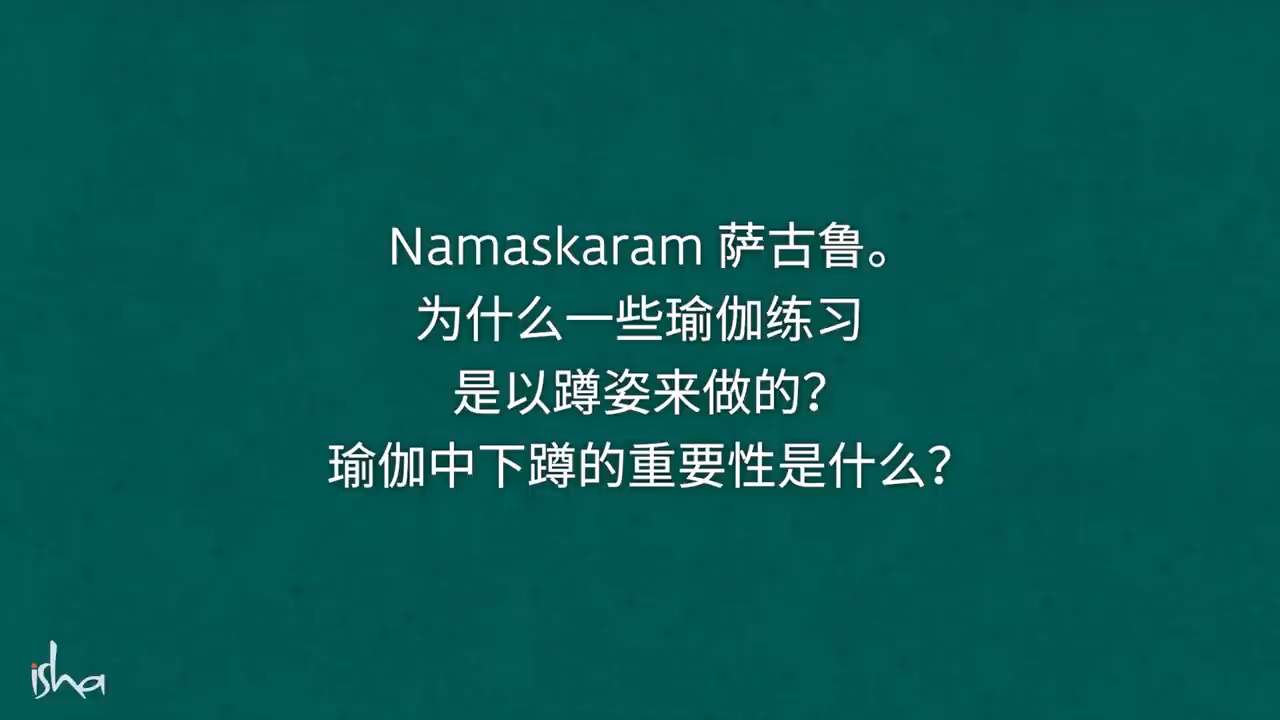 Namaskaram 萨古鲁。
为什么一些瑜伽练习
是以蹲姿来做的？
瑜伽中下蹲的重要性是什么？
isha